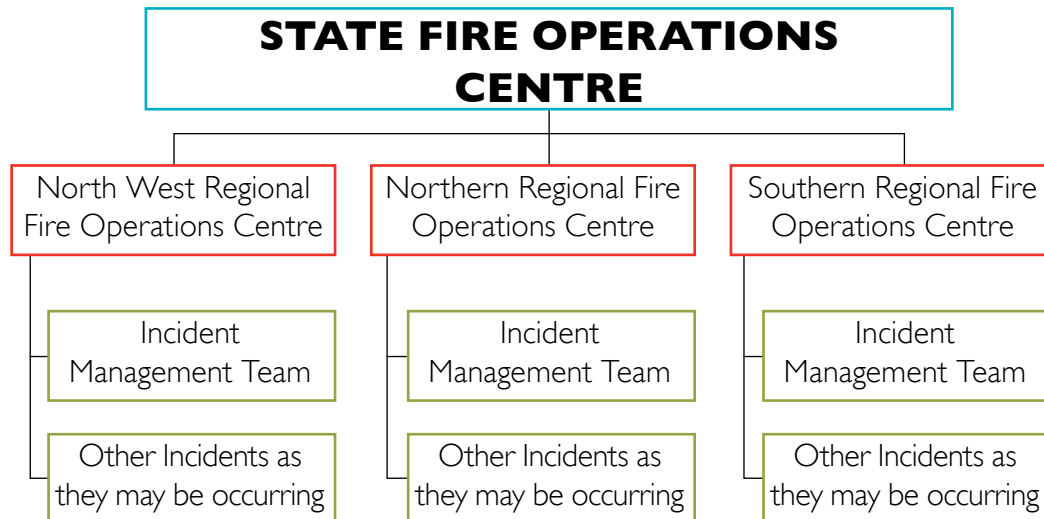 STATE FIRE OPERATIONS
CENTRE
North West Regional
Fire Operations Centre
Northern Regional Fire
Operations Centre
Southern Regional Fire
Operations Centre
Incident
Management Team
Incident
Management Team
Incident
Management Team
Other Incidents as
they may be occurring
Other Incidents as
they may be occurring
Other Incidents as
they may be occurring